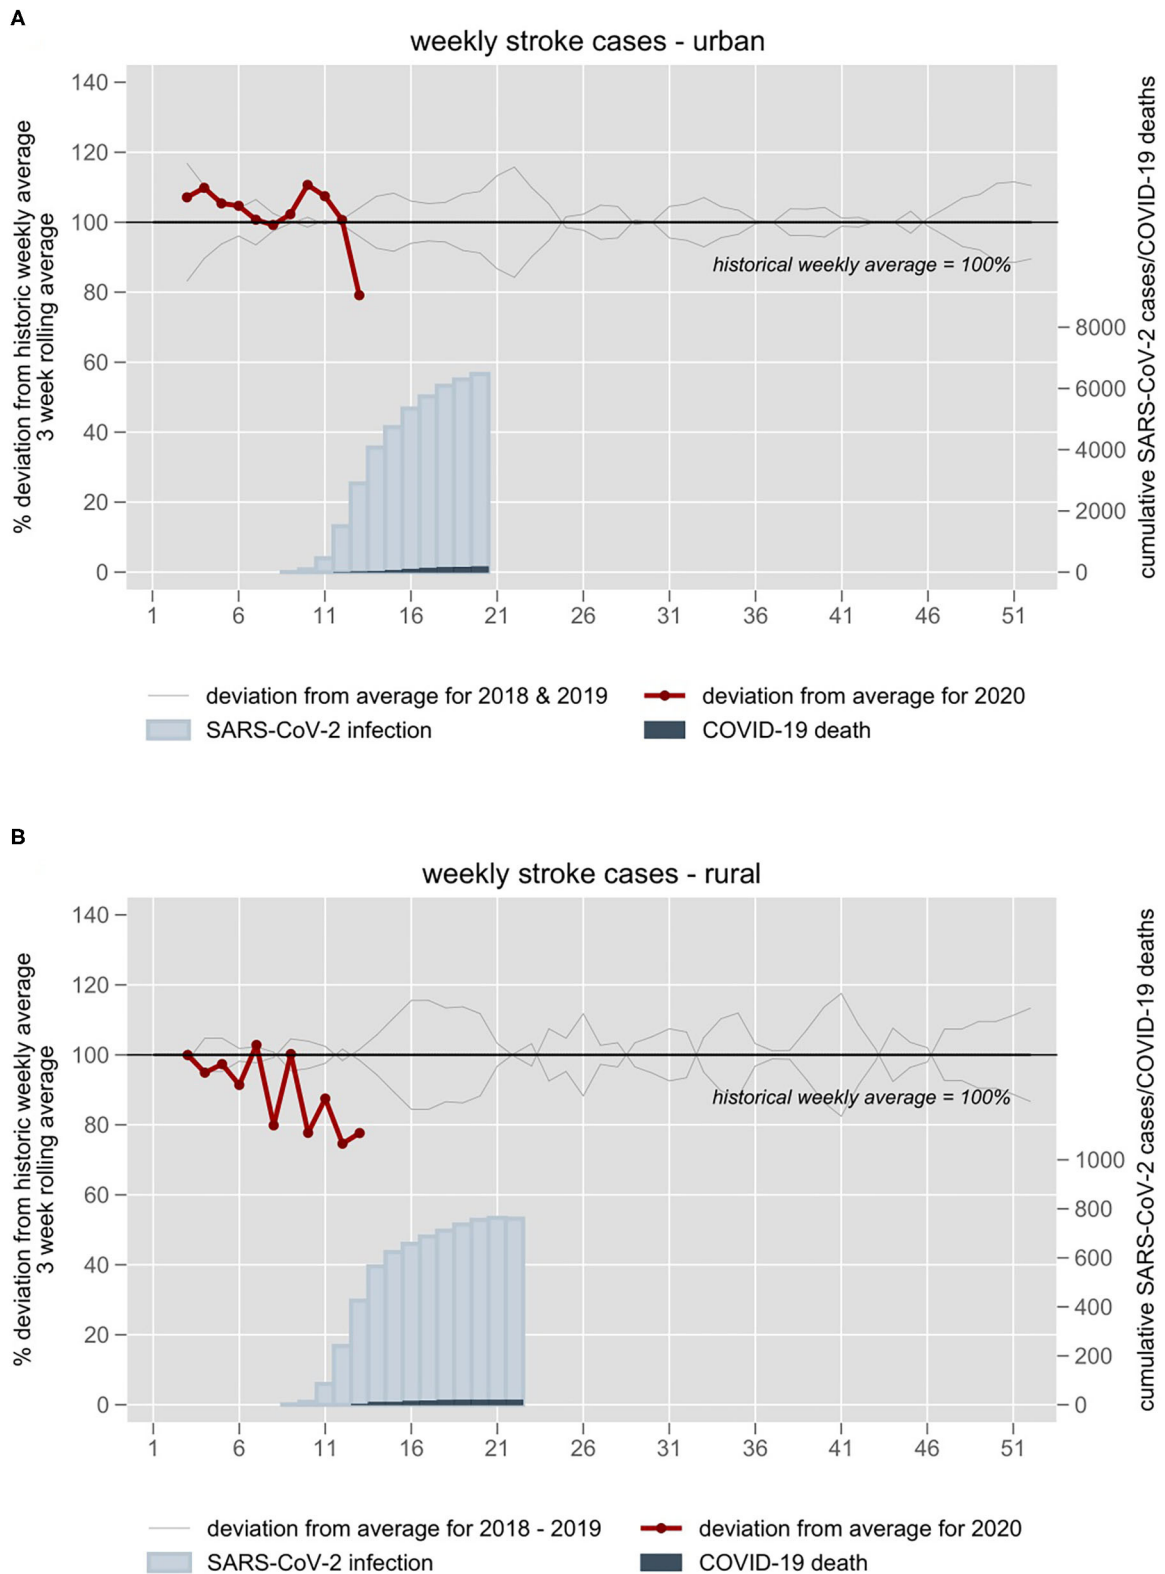 A
weekly stroke cases - urban
% deviation from historic weekly average
3 week rolling average
140
120
100
80
60
40
20
0
historical weekly average = 100%
8000
6000
4000
2000
0
cumulative SARS-CoV-2 cases/COVID-19 deaths
1 6 11 16 21 26 31 36 41 46 51
deviation from average for 2018 & 2019 deviation from average for 2020
SARS-CoV-2 infection COVID-19 death
B
weekly stroke cases - rural
% deviation from historic weekly average
3 week rolling average
140
120
100
80
60
40
20
0
historical weekly average = 100%
1000
800
600
400
200
0
cumulative SARS-CoV-2 cases/COVID-19 deaths
1 6 11 16 21 26 31 36 41 46 51
deviation from average for 2018 - 2019 deviation from average for 2020
SARS-CoV-2 infection COVID-19 death